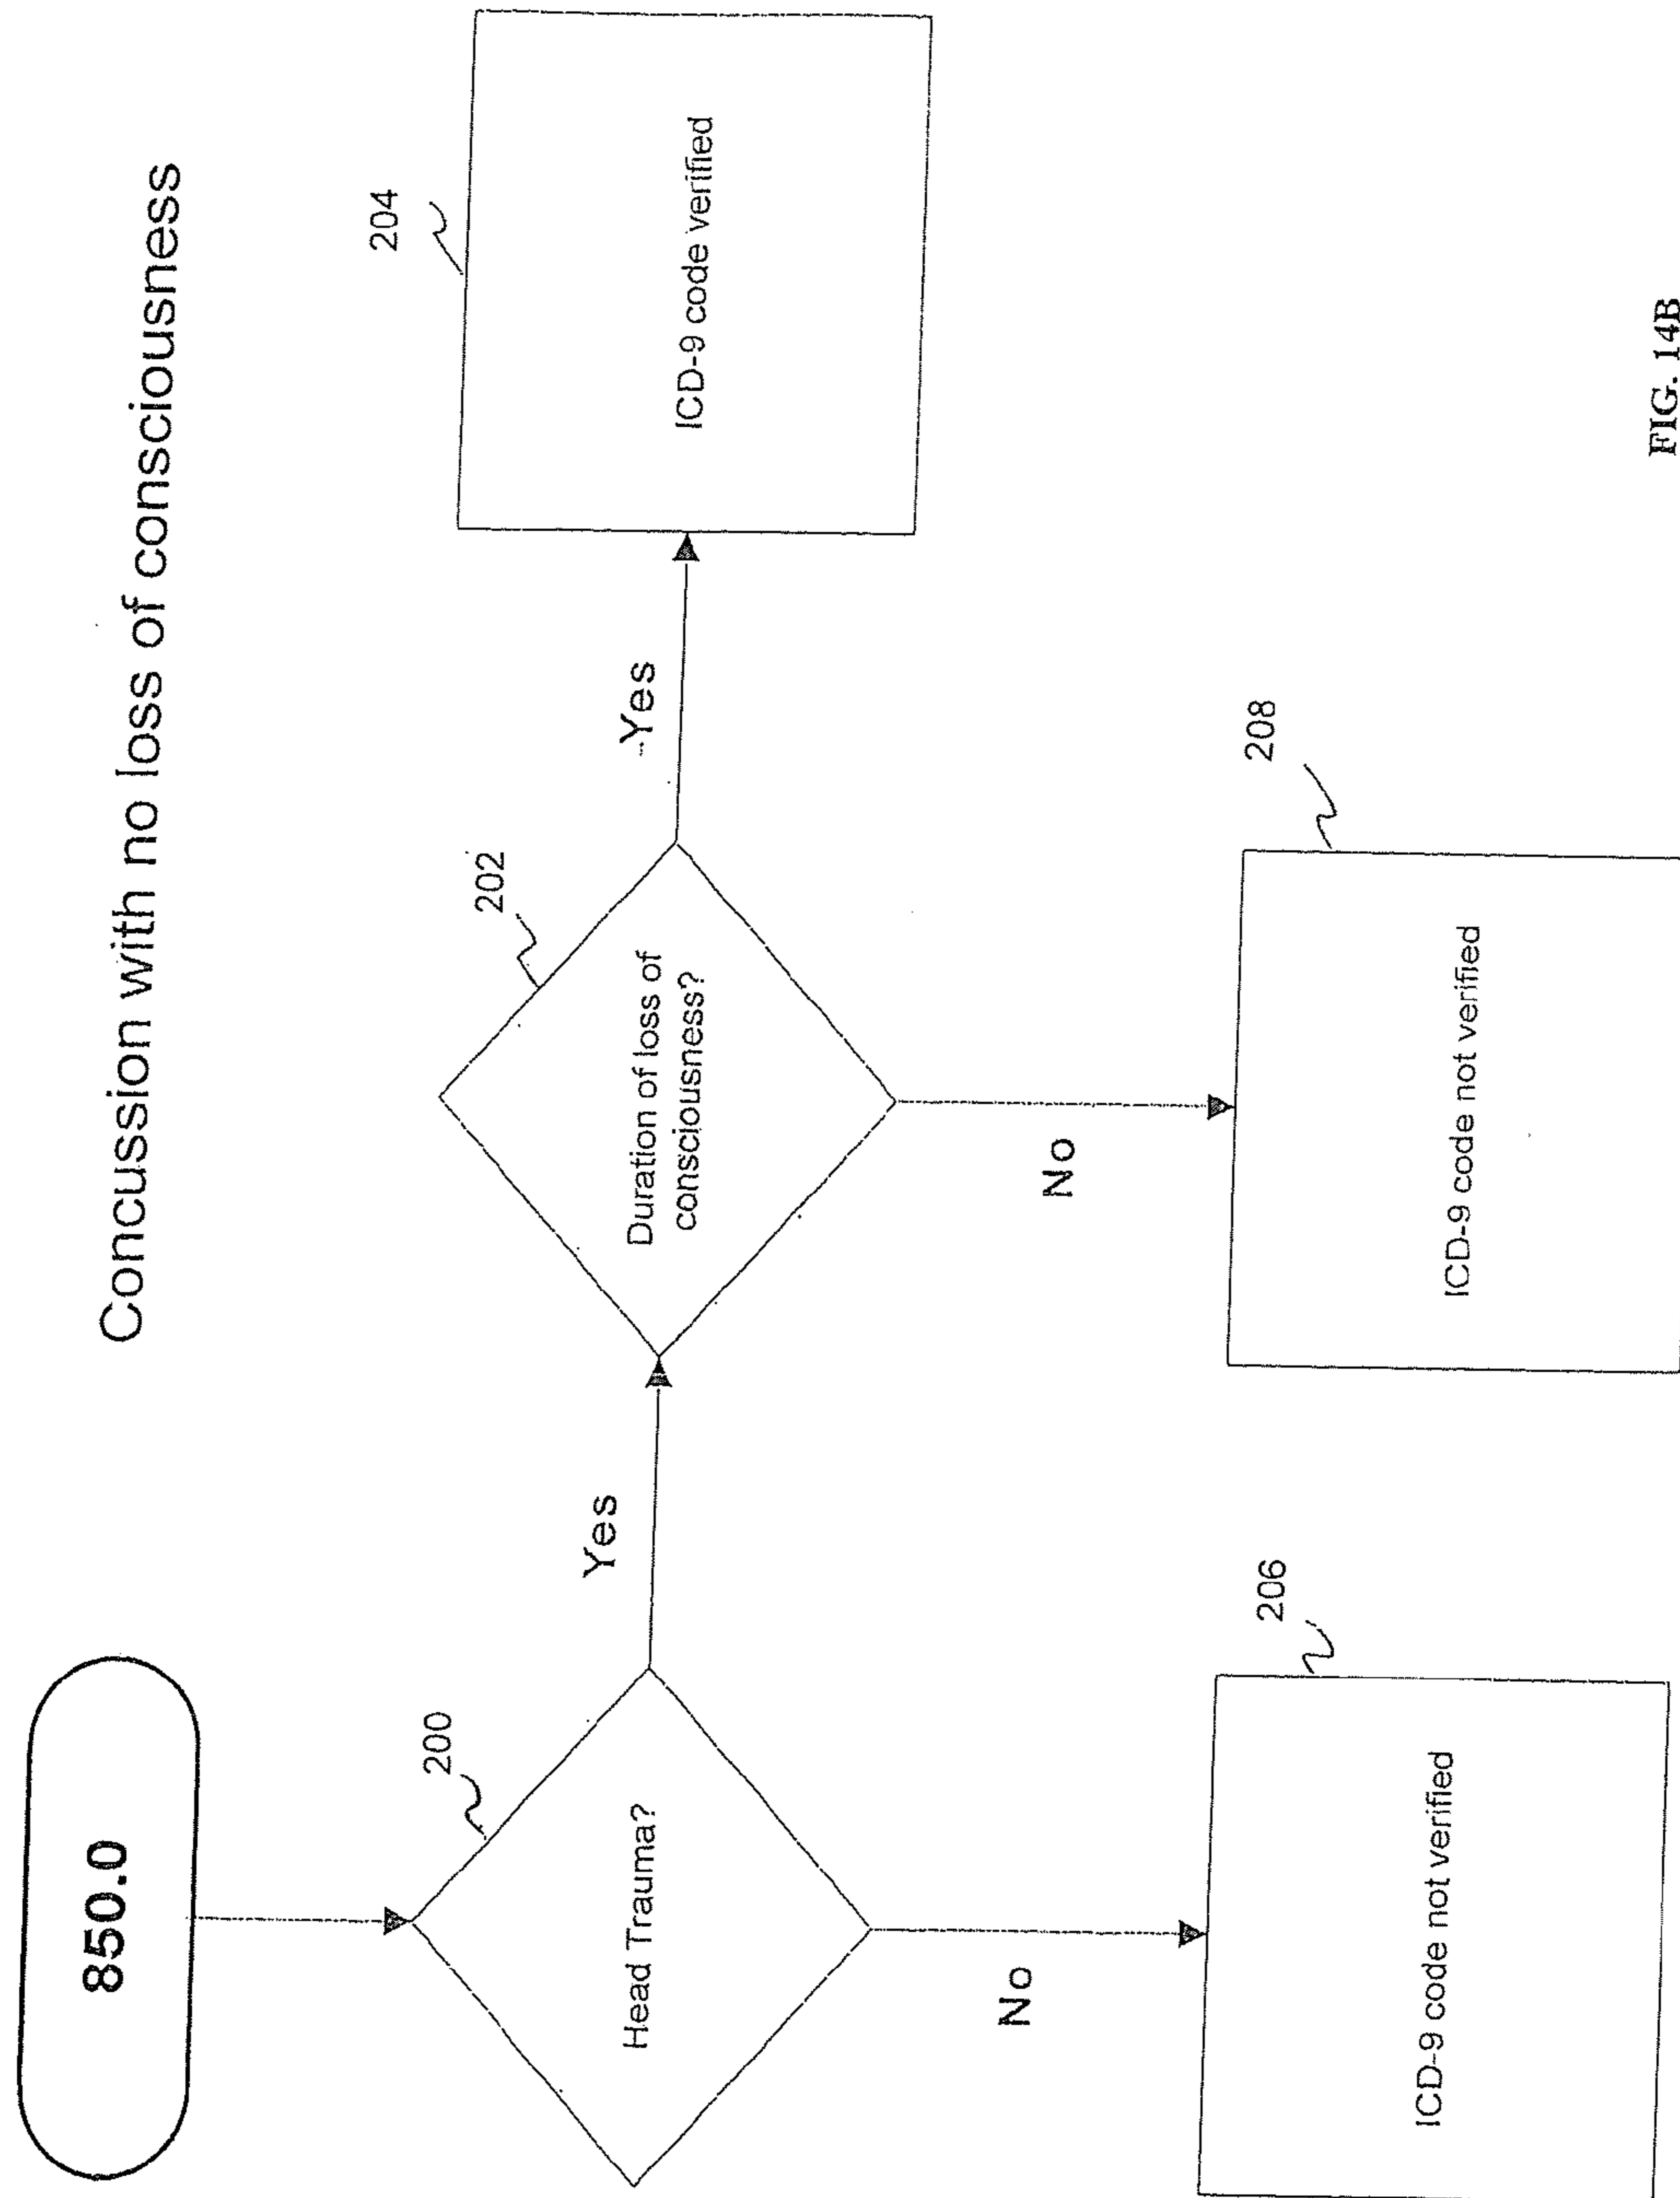 Concussion with no loss of consciousness
850.0
200
Head Trauma?
Yes
202
Duration of loss of
consciousness?
Yes
204
ICD-9 code verified
No
206
ICD-9 code not verified
No
208
ICD-9 code not verified
FIG. 14B